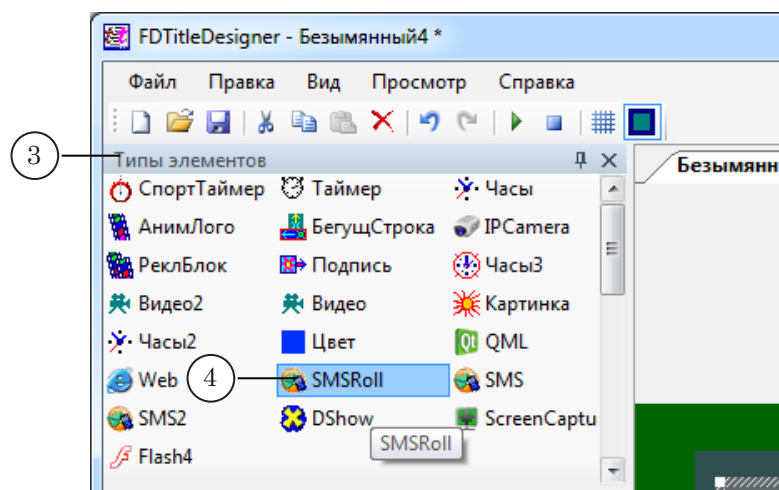 FDTitleDesigner - Безымянный4 *
Файл Правка Вид Просмотр Справка
3
Типы элементов
Безымянн
СпортТаймер Таймер Часы
АнимЛого БегущСтрока IPCamera
РеклБлок Подпись Часы3
Видео2 Видео Картинка
Часы2 Цвет Qt QML
Web 4 SMSRoll SMS
SMS2 DShow ScreenCaptu
SMSRoll
Flash4